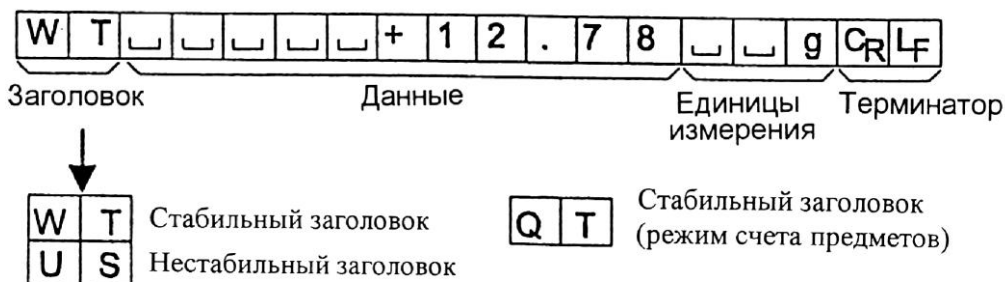 W T ␣ ␣ ␣ ␣ ␣ + 1 2 . 7 8 ␣ ␣ g CR LF
Заголовок Данные Единицы измерения Терминатор
W T Стабильный заголовок
U S Нестабильный заголовок
Q T Стабильный заголовок
(режим счета предметов)